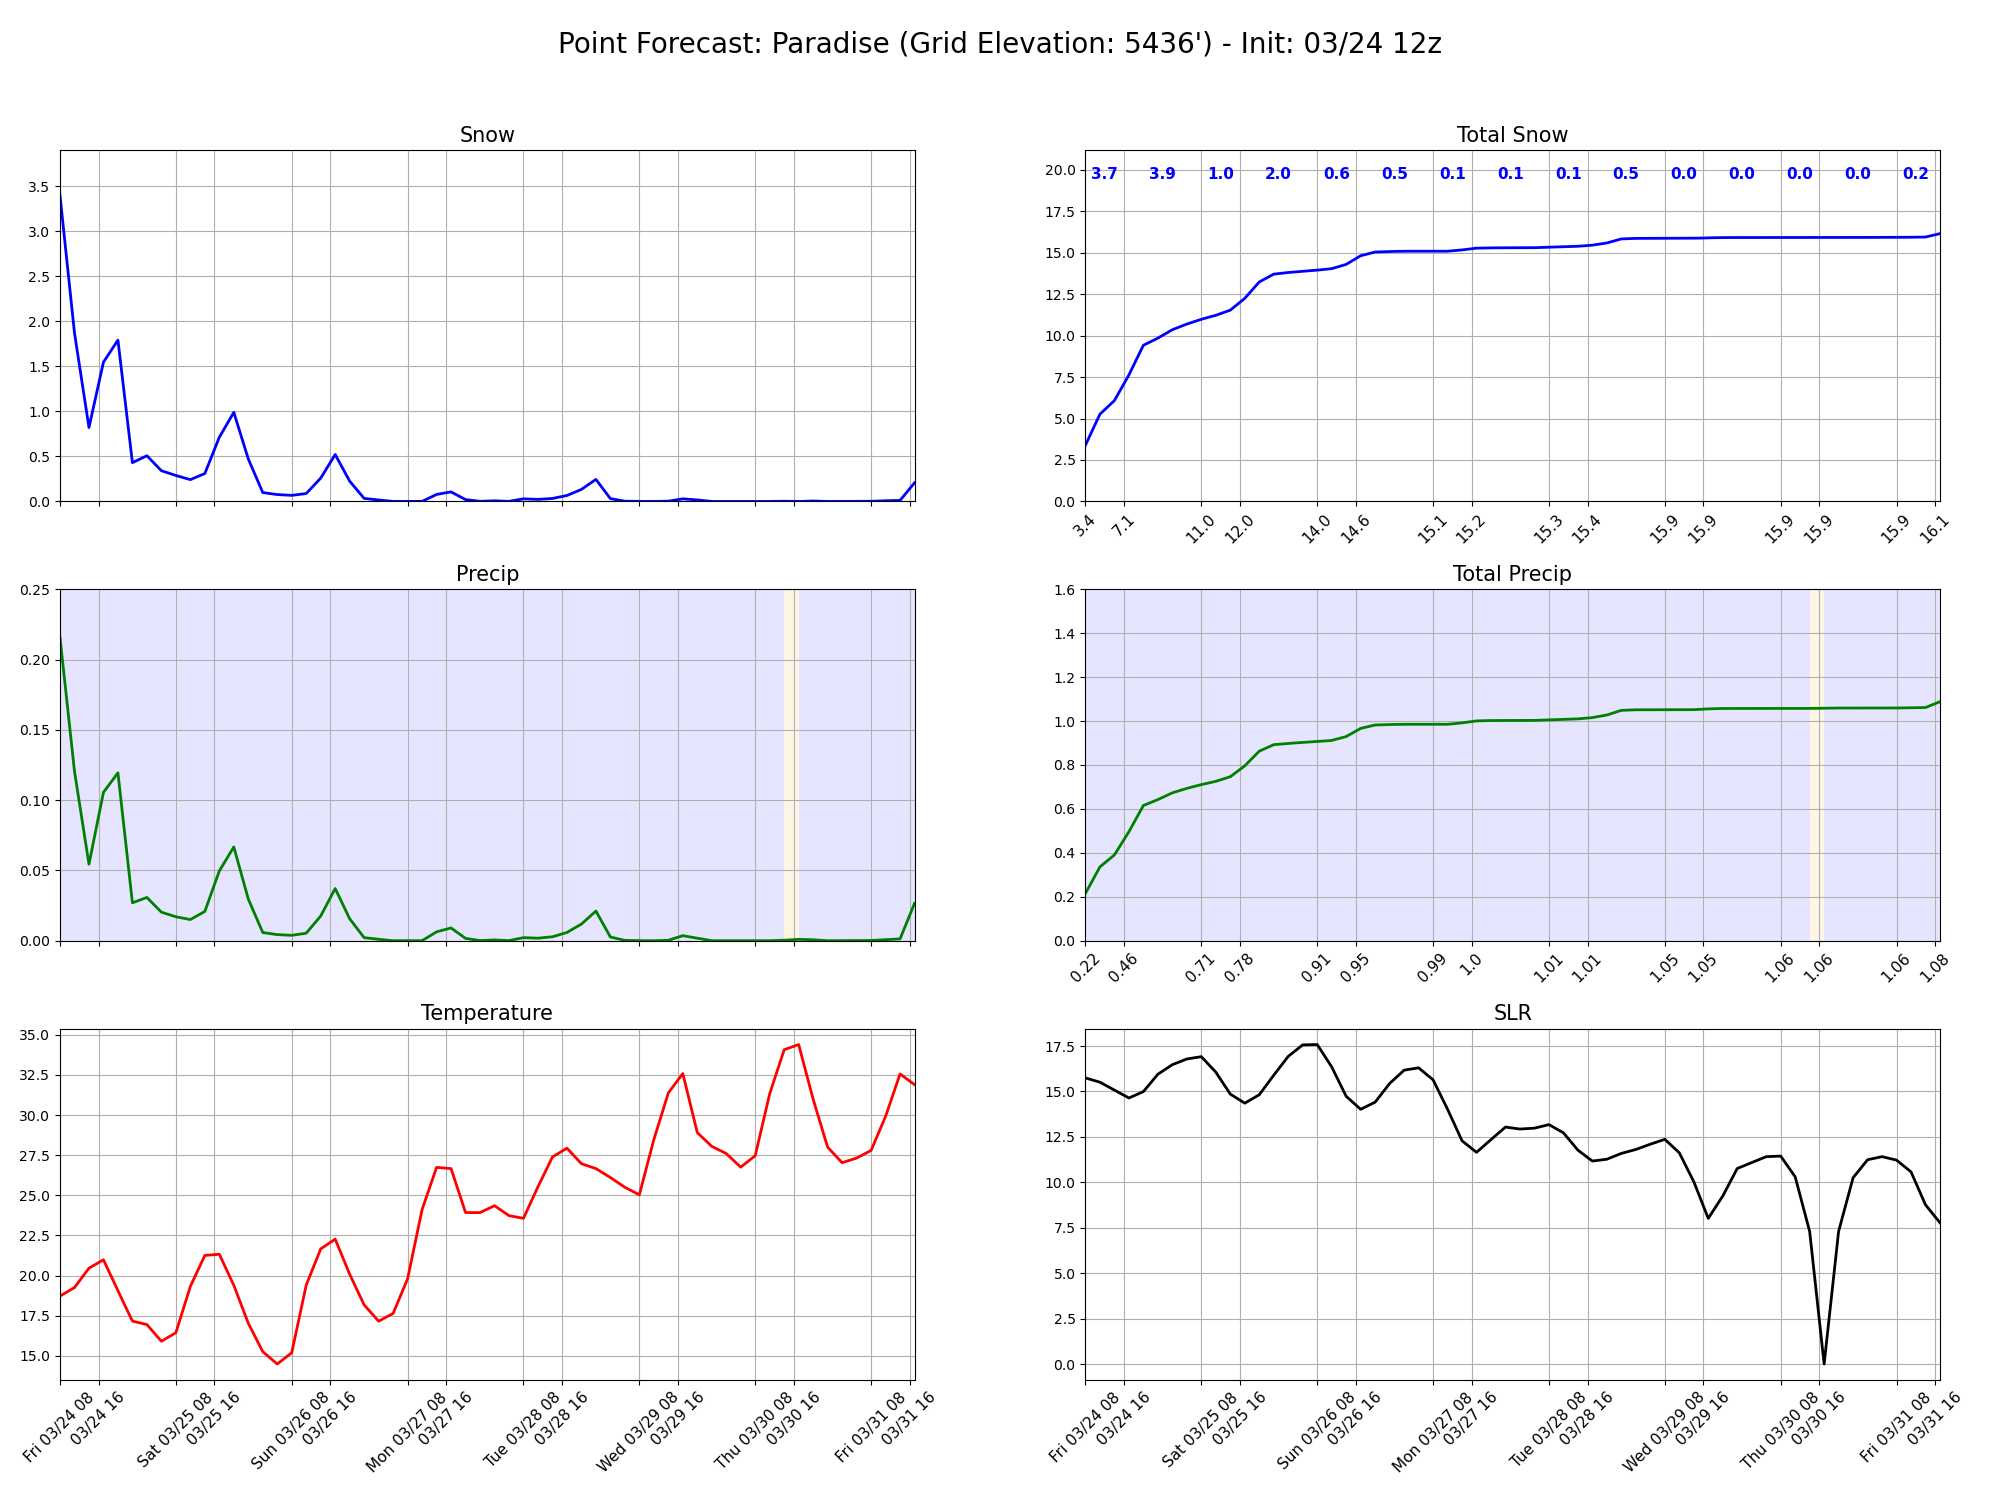 Point Forecast: Paradise (Grid Elevation: 5436') - Init: 03/24 12z
Snow
3.5
3.0
2.5
2.0
1.5
1.0
0.5
0.0
Total Snow
20.0
17.5
15.0
12.5
10.0
7.5
5.0
2.5
0.0
3.7 3.9 1.0 2.0 0.6 0.5 0.1 0.1 0.1 0.5 0.0 0.0 0.0 0.0 0.2
3.4 7.1 11.0 12.0 14.0 14.6 15.1 15.2 15.3 15.4 15.9 15.9 15.9 15.9 15.9 16.1
Precip
0.25
0.20
0.15
0.10
0.05
0.00
Total Precip
1.6
1.4
1.2
1.0
0.8
0.6
0.4
0.2
0.0
0.22 0.46 0.71 0.78 0.91 0.95 0.99 1.0 1.01 1.01 1.05 1.05 1.06 1.06 1.06 1.08
Temperature
35.0
32.5
30.0
27.5
25.0
22.5
20.0
17.5
15.0
Fri 03/24 08
03/24 16
Sat 03/25 08
03/25 16
Sun 03/26 08
03/26 16
Mon 03/27 08
03/27 16
Tue 03/28 08
03/28 16
Wed 03/29 08
03/29 16
Thu 03/30 08
03/30 16
Fri 03/31 08
03/31 16
SLR
17.5
15.0
12.5
10.0
7.5
5.0
2.5
0.0
Fri 03/24 08
03/24 16
Sat 03/25 08
03/25 16
Sun 03/26 08
03/26 16
Mon 03/27 08
03/27 16
Tue 03/28 08
03/28 16
Wed 03/29 08
03/29 16
Thu 03/30 08
03/30 16
Fri 03/31 08
03/31 16